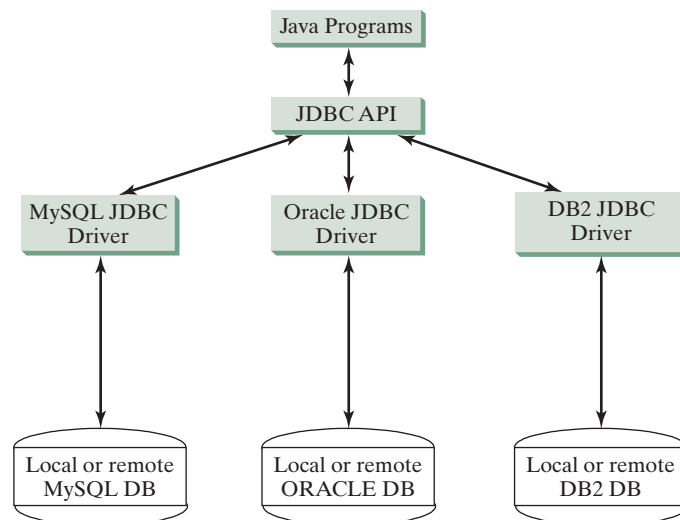 Java Programs
JDBC API
MySQL JDBC
Driver
Oracle JDBC
Driver
DB2 JDBC
Driver
Local or remote
MySQL DB
Local or remote
ORACLE DB
Local or remote
DB2 DB